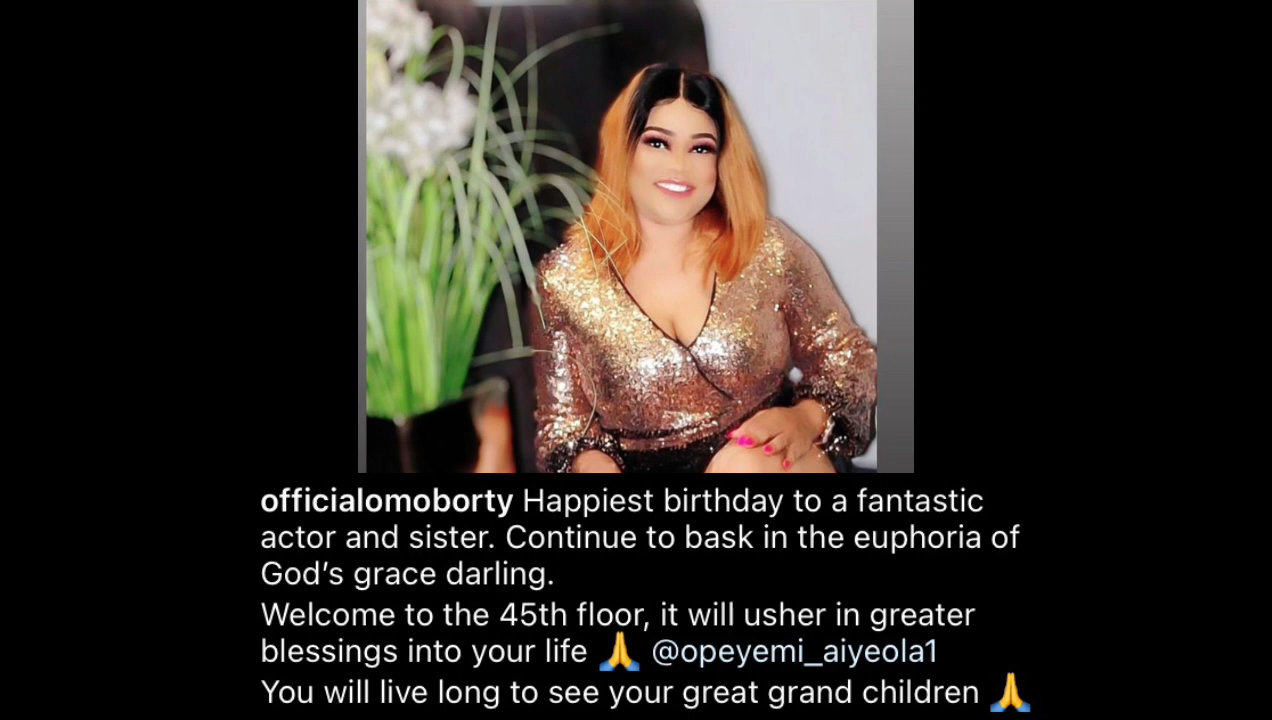 officialomoborty Happiest birthday to a fantastic
actor and sister. Continue to bask in the euphoria of
God’s grace darling.
Welcome to the 45th floor, it will usher in greater
blessings into your life 🙏 @opeyemi_aiyeola1
You will live long to see your great grand children 🙏